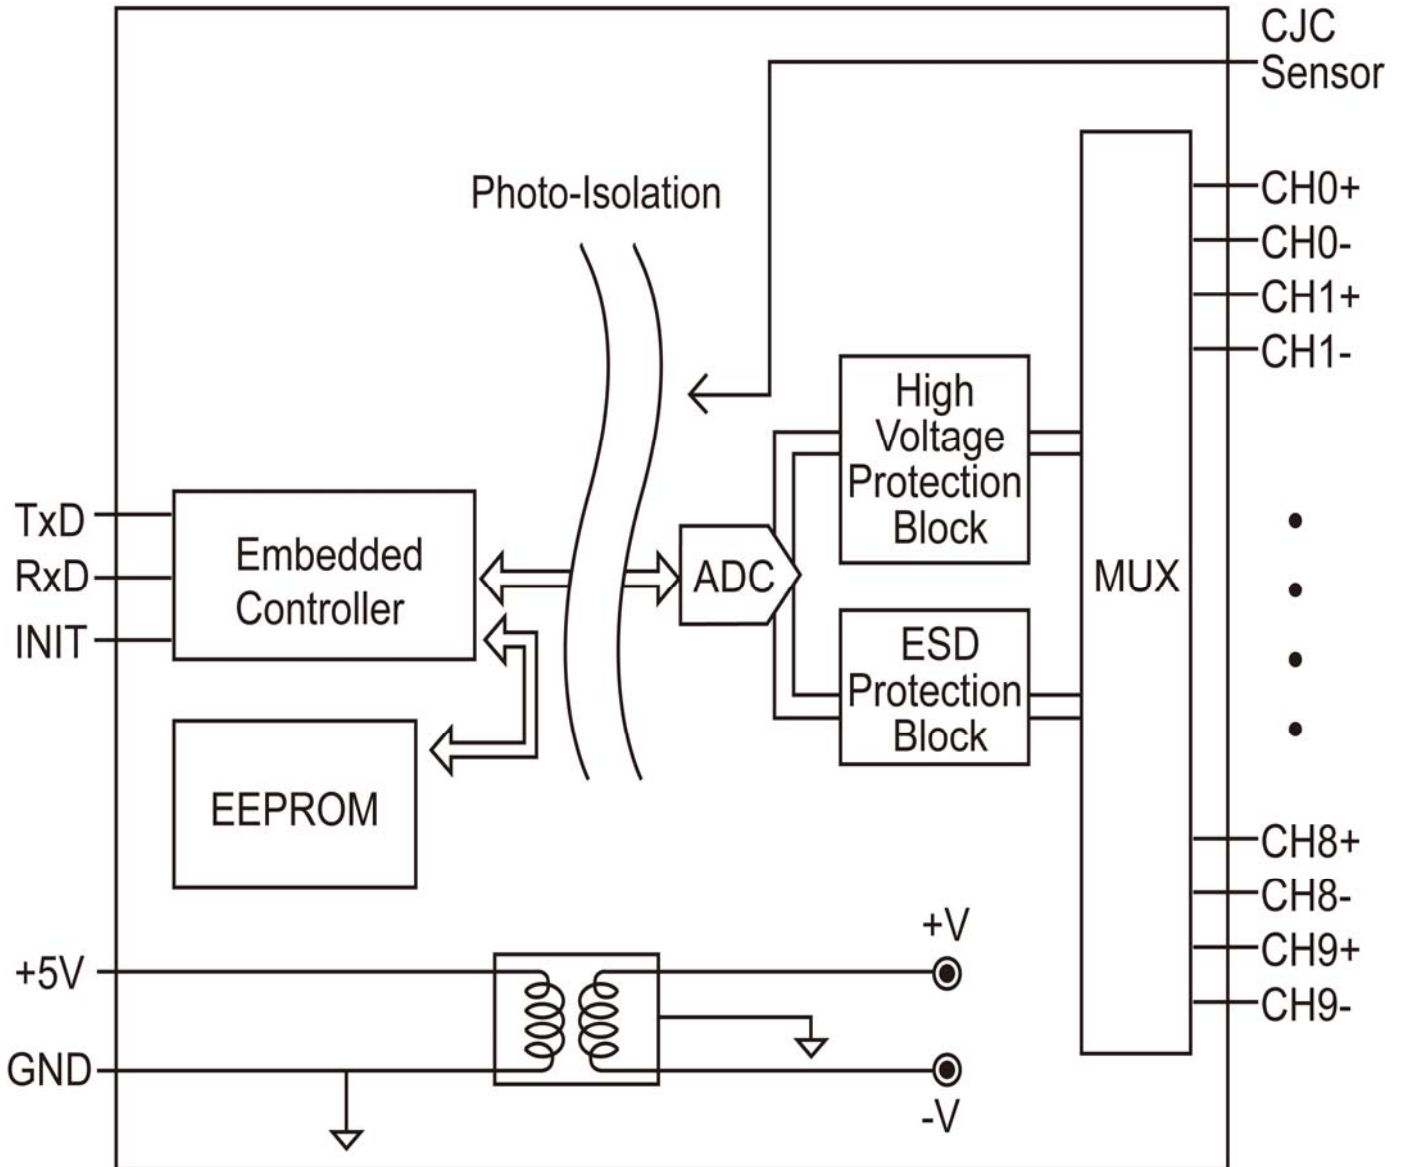 CJC
Sensor
Photo-Isolation
CH0+
CH0-
CH1+
CH1-
High
Voltage
Protection
Block
TxD
RxD
INIT
Embedded
Controller
ADC
MUX
ESD
Protection
Block
EEPROM
CH8+
CH8-
CH9+
CH9-
+5V
GND
+V
-V